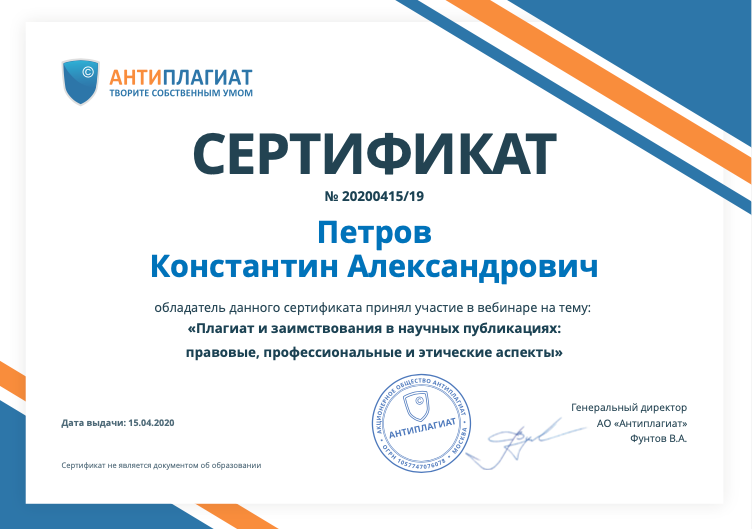 ©
АНТИПЛАГИАТ
ТВОРИТЕ СОБСТВЕННЫМ УМОМ
СЕРТИФИКАТ
№ 20200415/19
Петров
Константин Александрович
обладатель данного сертификата принял участие в вебинаре на тему:
«Плагиат и заимствования в научных публикациях:
правовые, профессиональные и этические аспекты»
Дата выдачи: 15.04.2020
АКЦИОНЕРНОЕ ОБЩЕСТВО АНТИПЛАГИАТ
©
АНТИПЛАГИАТ
• ОГРН 1057747076078 • МОСКВА •
Генеральный директор
АО «Антиплагиат»
Фунтов В.А.
Сертификат не является документом об образовании